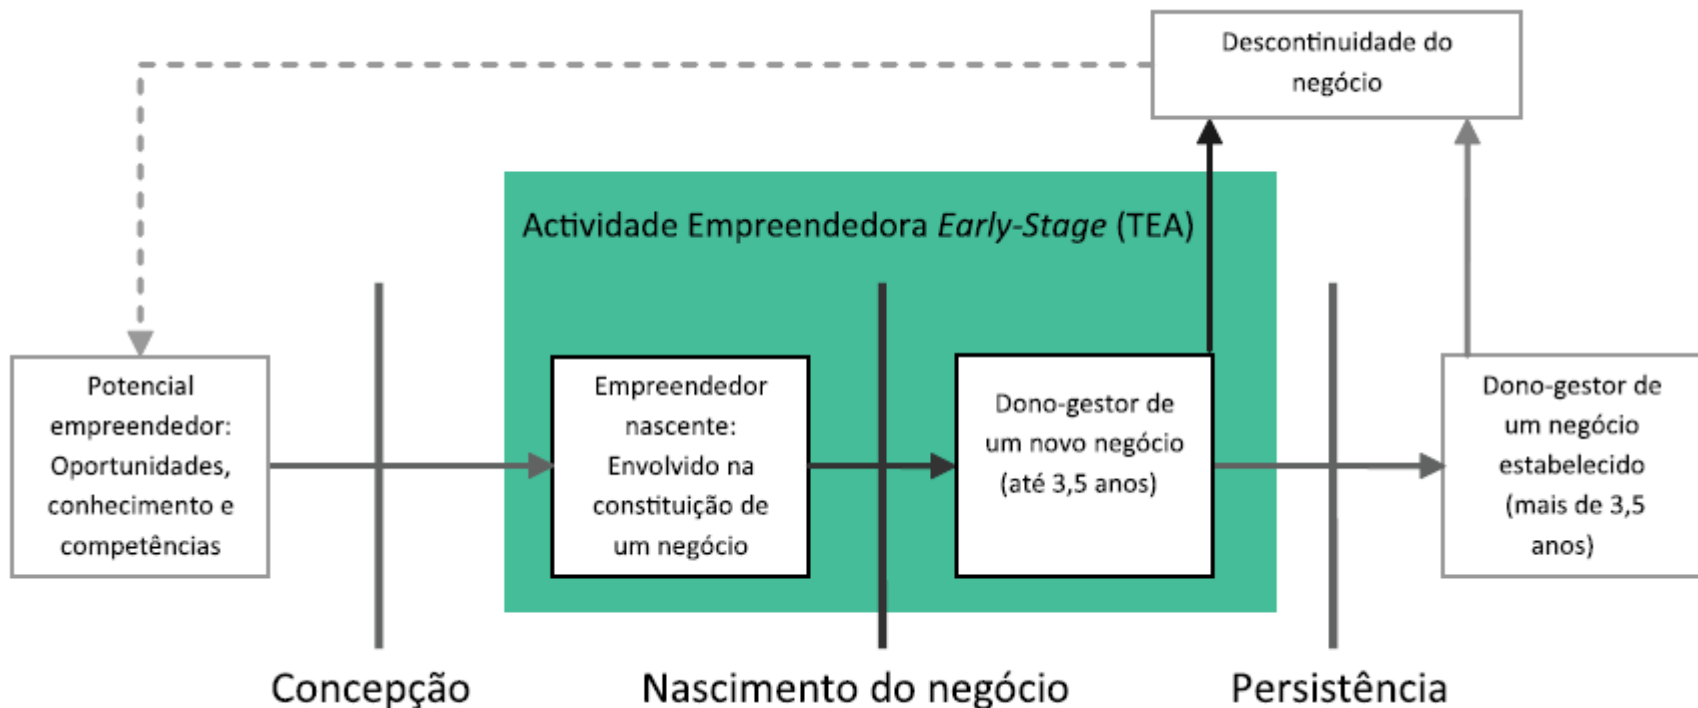 Descontinuidade do
negócio
Actividade Empreendedora Early-Stage (TEA)
Potencial
empreendedor:
Oportunidades,
conhecimento e
competências
Empreendedor
nascente:
Envolvido na
constituição de
um negócio
Dono-gestor de
um novo negócio
(até 3,5 anos)
Dono-gestor de
um negócio
estabelecido
(mais de 3,5
anos)
Concepção
Nascimento do negócio
Persistência